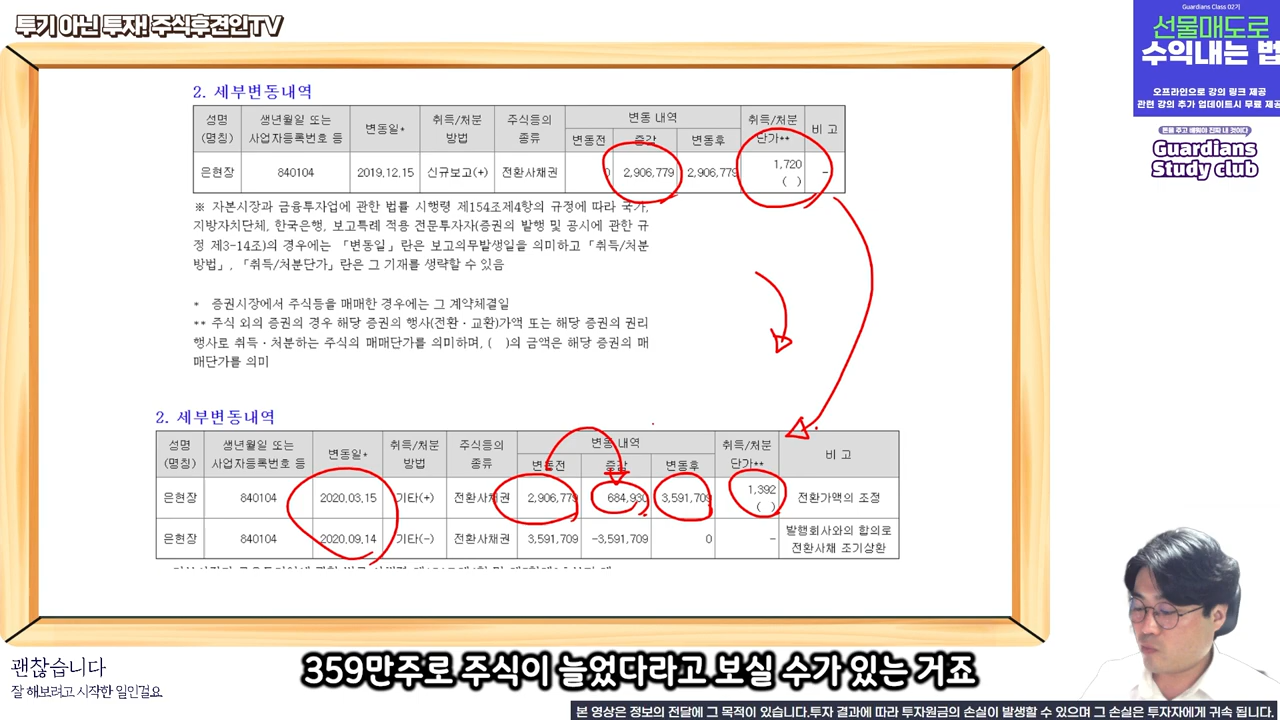 투기 아닌 투자! 주식후견인TV
Guardians Class 02기
선물매도로
수익내는 법
오프라인으로 강의 링크 제공
관련 강의 추가 업데이트시 무료 제공
돈을 주고 배워야 진짜 내 것이다
Guardians
Study club
2. 세부변동내역
성명 (명칭) 생년월일 또는 사업자등록번호 등 변동일* 취득/처분 방법 주식등의 종류 변동 내역 취득/처분 단가** 비 고
변동전 증감 변동후
은현장 840104 2019.12.15 신규보고(+) 전환사채권 0 2,906,779 2,906,779 1,720 ( ) -
※ 자본시장과 금융투자업에 관한 법률 시행령 제154조제4항의 규정에 따라 국가,
지방자치단체, 한국은행, 보고특례 적용 전문투자자(증권의 발행 및 공시에 관한 규
정 제3-14조)의 경우에는 「변동일」란은 보고의무발생일을 의미하고 「취득/처분
방법」, 「취득/처분단가」란은 그 기재를 생략할 수 있음
* 증권시장에서 주식등을 매매한 경우에는 그 계약체결일
** 주식 외의 증권의 경우 해당 증권의 행사(전환ㆍ교환)가액 또는 해당 증권의 권리
행사로 취득ㆍ처분하는 주식의 매매단가를 의미하며, ( )의 금액은 해당 증권의 매
매단가를 의미
2. 세부변동내역
성명 (명칭) 생년월일 또는 사업자등록번호 등 변동일* 취득/처분 방법 주식등의 종류 변동 내역 취득/처분 단가** 비 고
변동전 증감 변동후
은현장 840104 2020.03.15 기타(+) 전환사채권 2,906,779 684,930 3,591,709 1,392 ( ) 전환가액의 조정
은현장 840104 2020.09.14 기타(-) 전환사채권 3,591,709 -3,591,709 0 - 발행회사와의 합의로 전환사채 조기상환
괜찮습니다
잘 해보려고 시작한 일인걸요
359만주로 주식이 늘었다라고 보실 수가 있는 거죠
본 영상은 정보의 전달에 그 목적이 있습니다.투자 결과에 따라 투자원금의 손실이 발생할 수 있으며 그 손실은 투자자에게 귀속 됩니다.